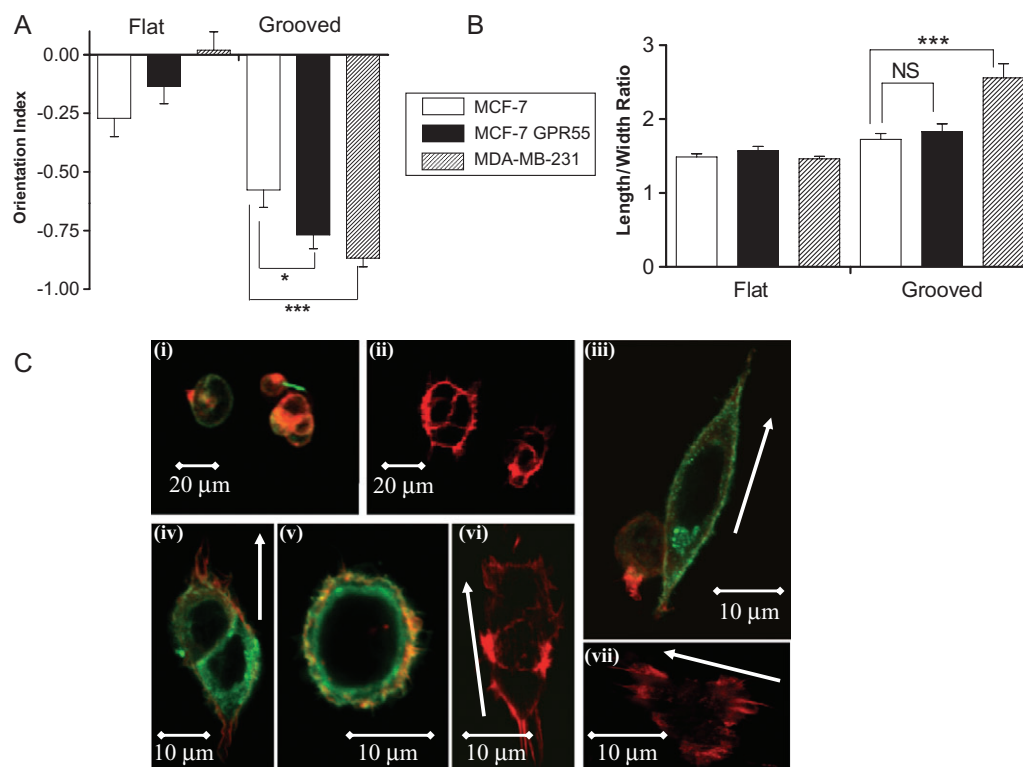 A
Flat
Grooved
0.00
-0.25
-0.50
-0.75
-1.00
Orientation Index
*
***
MCF-7
MCF-7 GPR55
MDA-MB-231
B
3
2
1
0
Length/Width Ratio
***
NS
Flat
Grooved
C
(i)
20 µm
(ii)
20 µm
(iii)
10 µm
(iv)
10 µm
(v)
10 µm
(vi)
10 µm
(vii)
10 µm